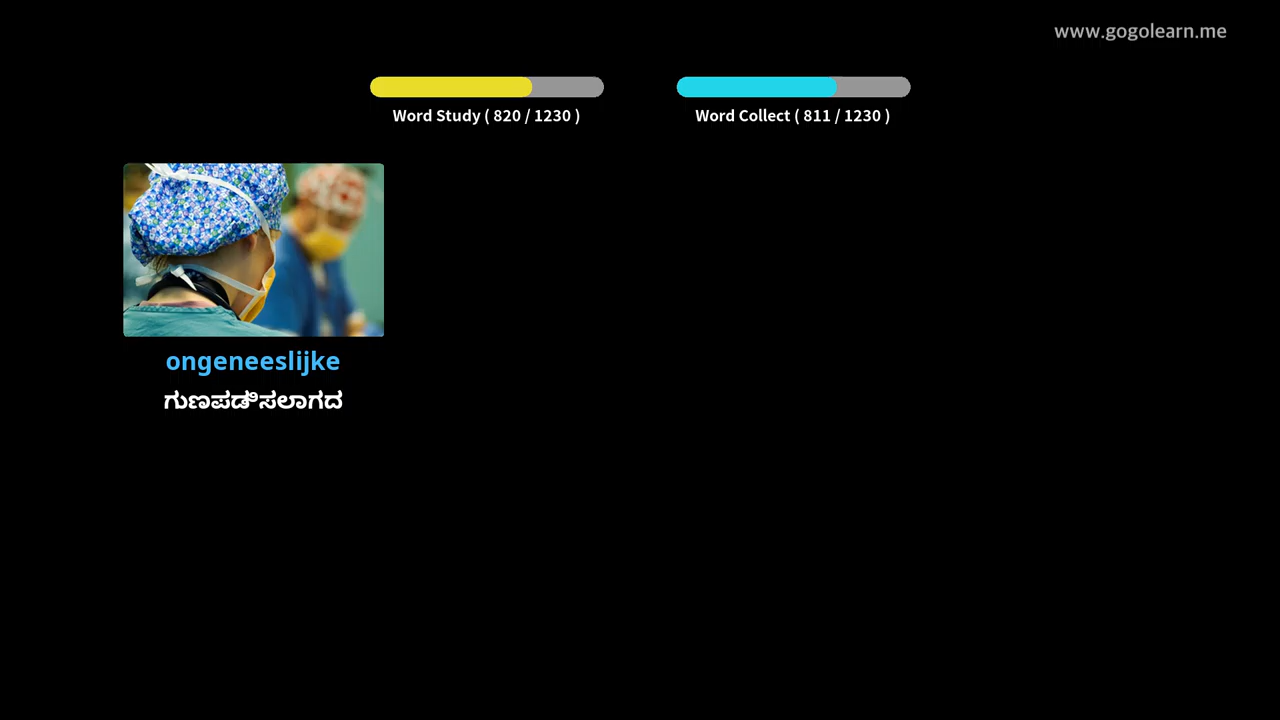 www.gogolearn.me
Word Study ( 820 / 1230 )
Word Collect ( 811 / 1230 )
ongeneeslijke
ಗುಣಪಡಿಸಲಾಗದ